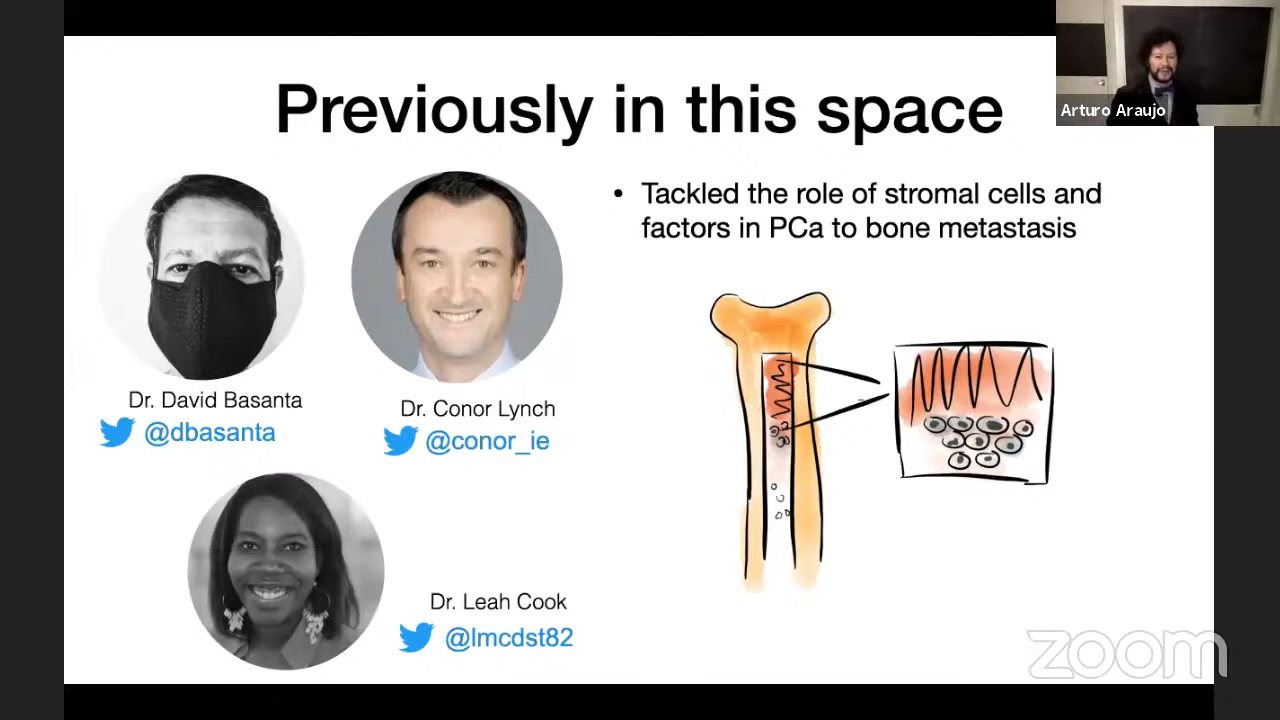 Previously in this space
Arturo Araujo
• Tackled the role of stromal cells and
factors in PCa to bone metastasis
Dr. David Basanta
@dbasanta
Dr. Conor Lynch
@conor_ie
Dr. Leah Cook
@lmcdst82
zoom